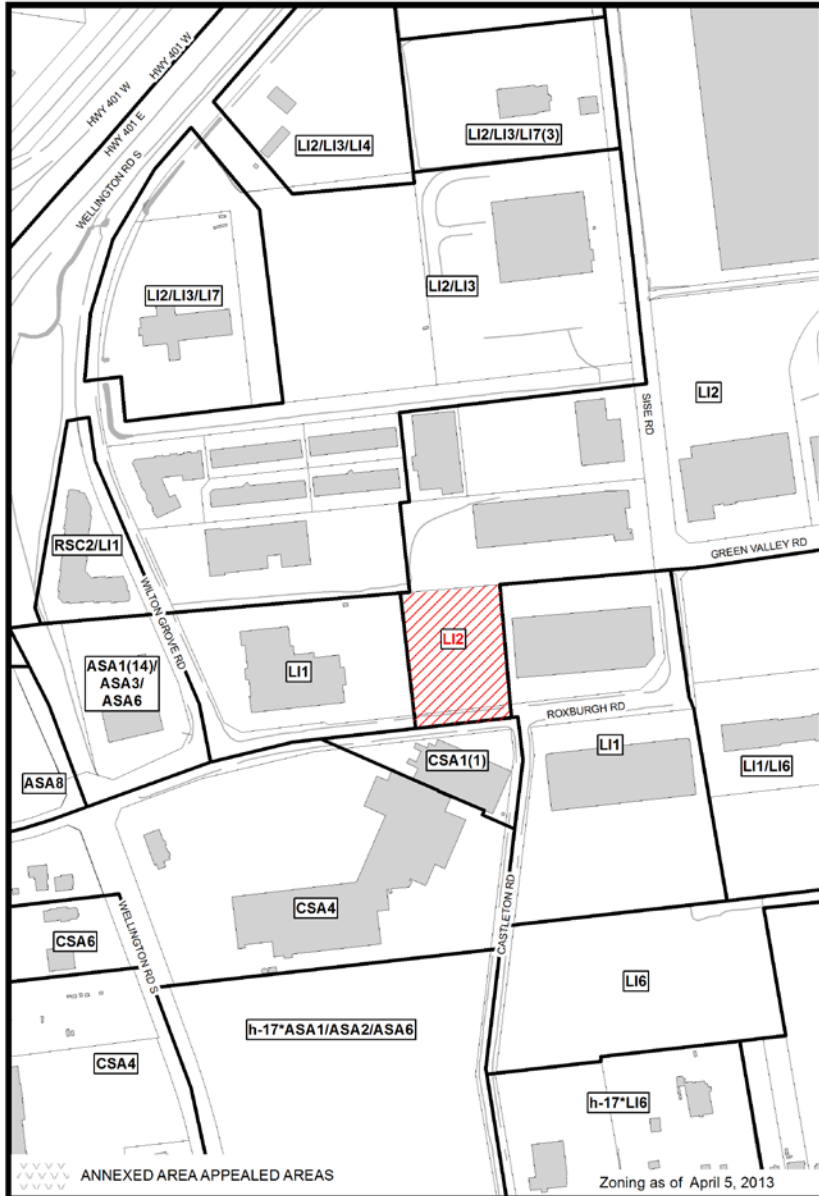 HWY 401 W
HWY 401 W
HWY 401 E
WELLINGTON RD S
LI2/LI3/LI4
LI2/LI3/LI7(3)
LI2/LI3/LI7
LI2/LI3
SISE RD
LI2
RSC2/LI1
WILTON GROVE RD
GREEN VALLEY RD
ASA1(14)/
ASA3/
ASA6
LI1
LI2
ROXBURGH RD
LI1
LI1/LI6
CSA1(1)
ASA8
CSA4
CASTLETON RD
WELLINGTON RD S
CSA6
LI6
h-17*ASA1/ASA2/ASA6
CSA4
h-17*LI6
ANNEXED AREA APPEALED AREAS
Zoning as of April 5, 2013